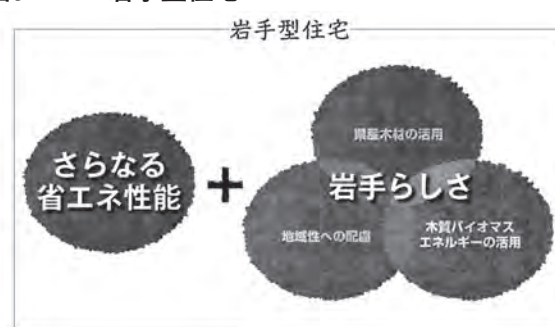 岩手型住宅
さらなる
省エネ性能
+
県産木材の活用
岩手らしさ
地域性への配慮
木質バイオマス
エネルギーの活用